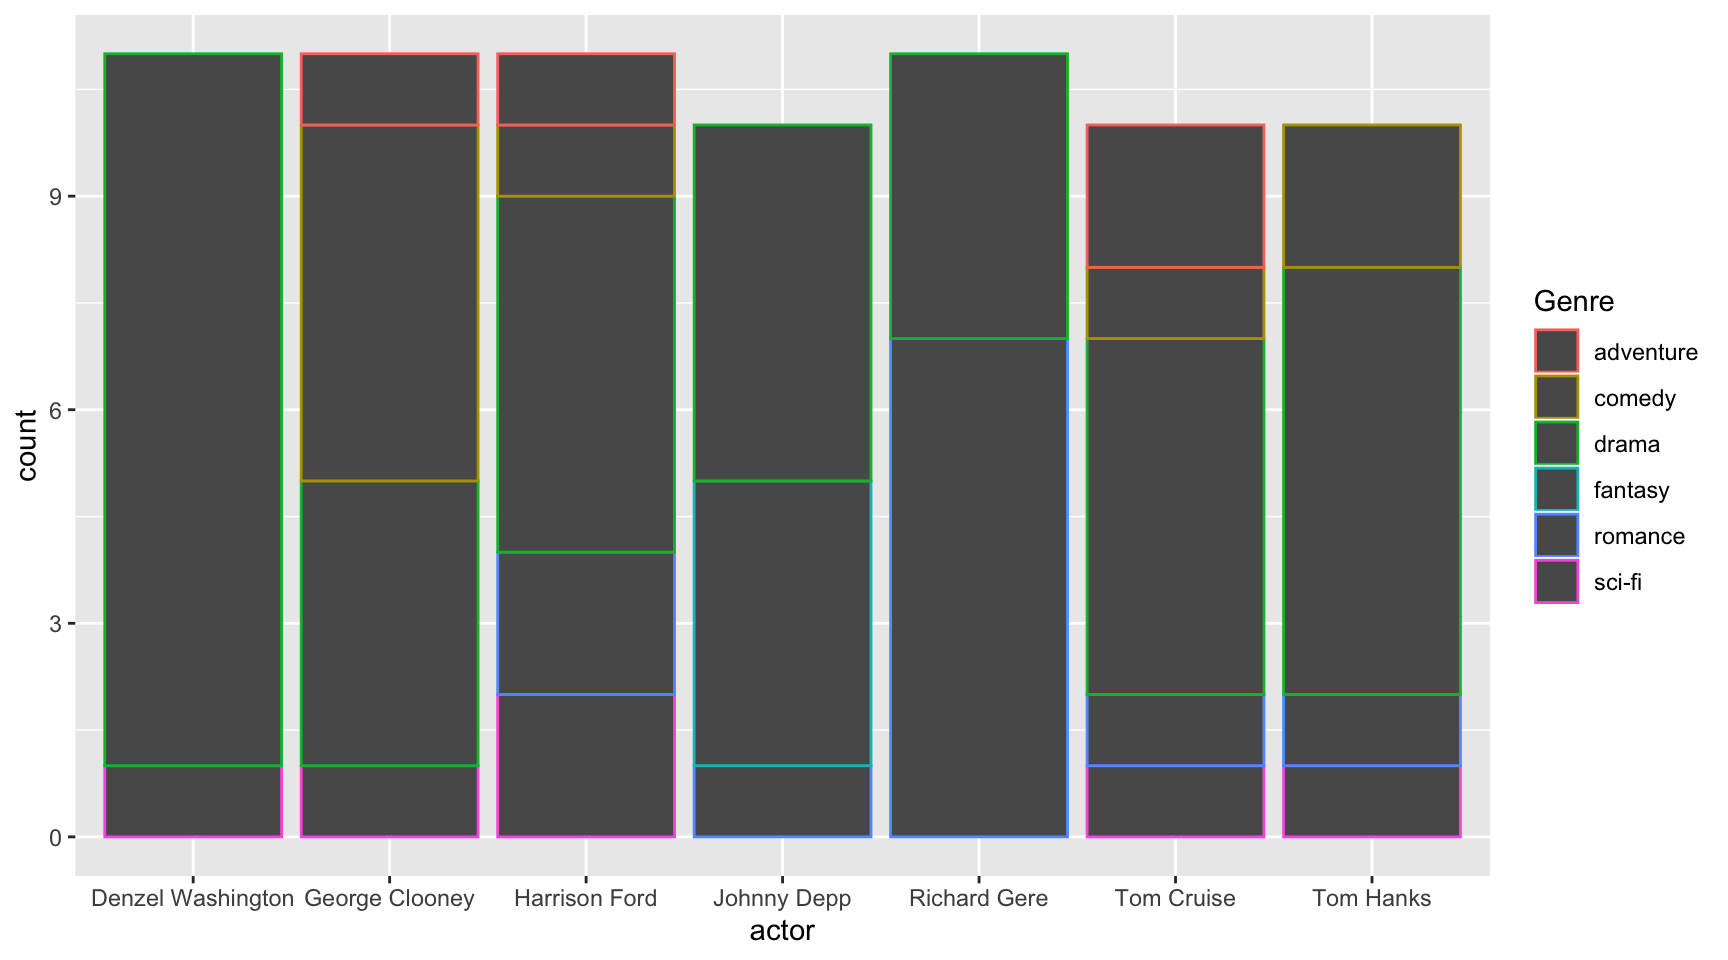 9
6
3
0
count
Denzel Washington George Clooney Harrison Ford Johnny Depp Richard Gere Tom Cruise Tom Hanks
actor
Genre
adventure
comedy
drama
fantasy
romance
sci-fi